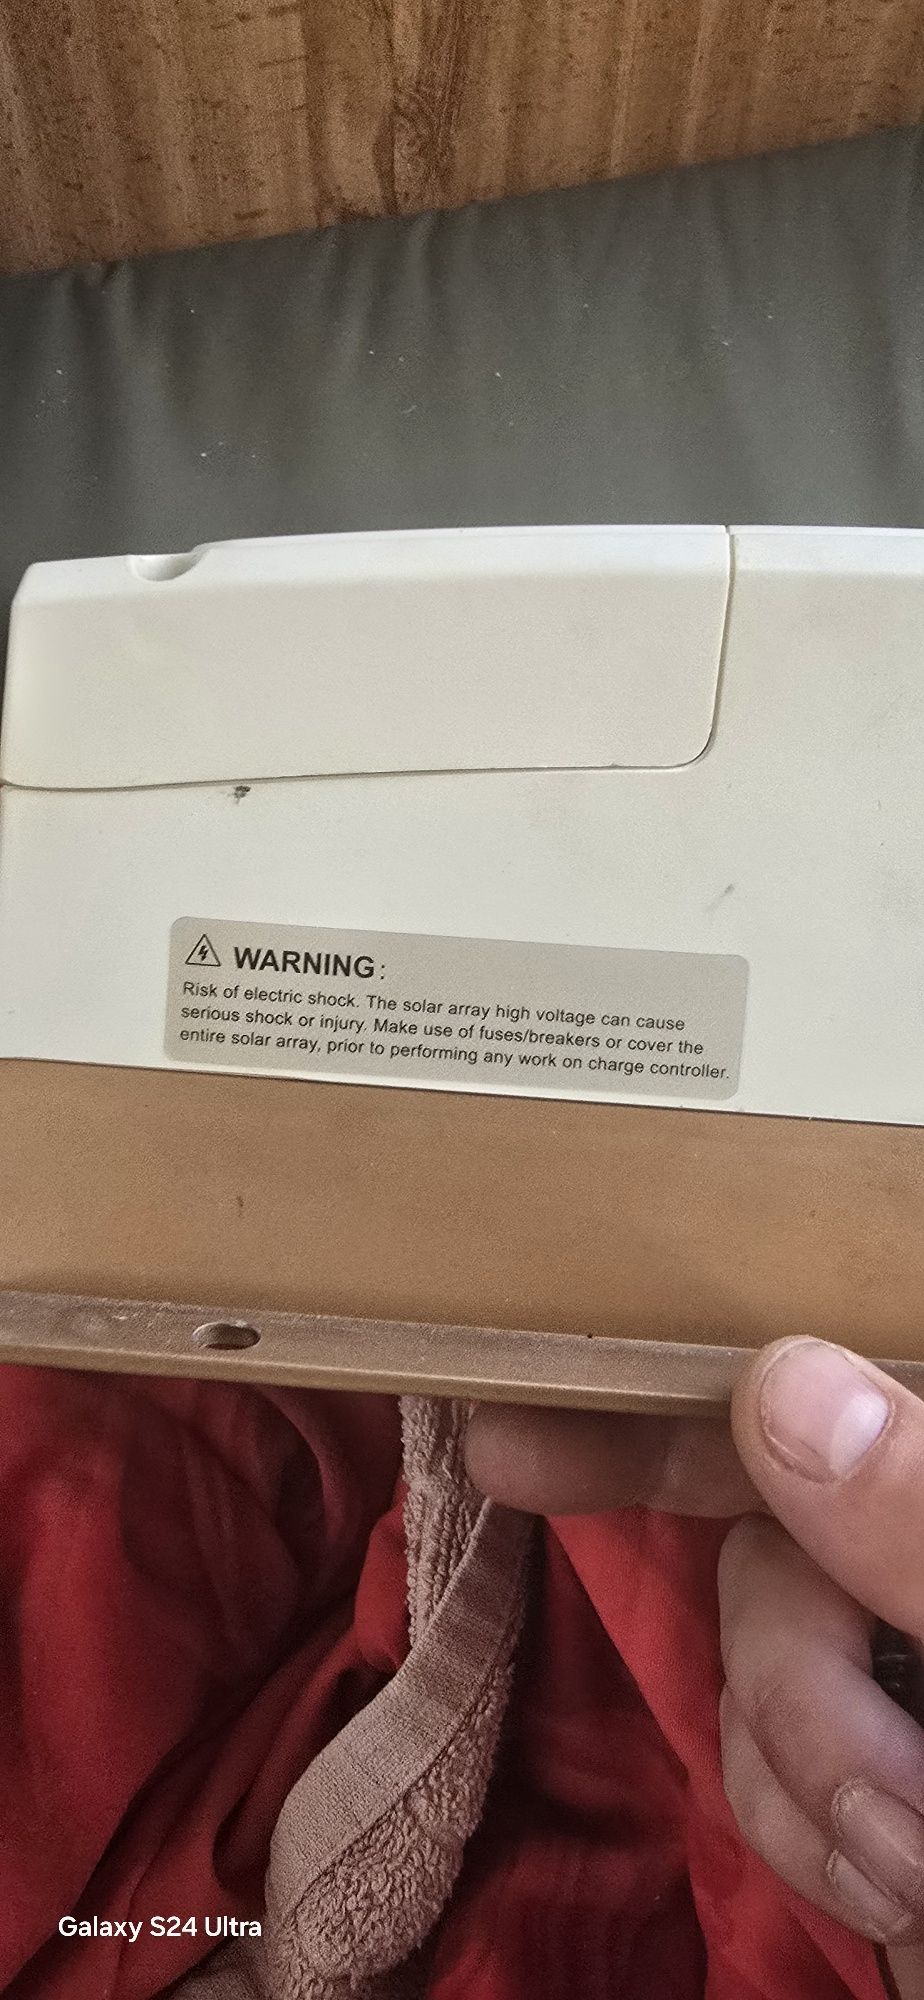 WARNING:
Risk of electric shock. The solar array high voltage can cause
serious shock or injury. Make use of fuses/breakers or cover the
entire solar array, prior to performing any work on charge controller.
Galaxy S24 Ultra